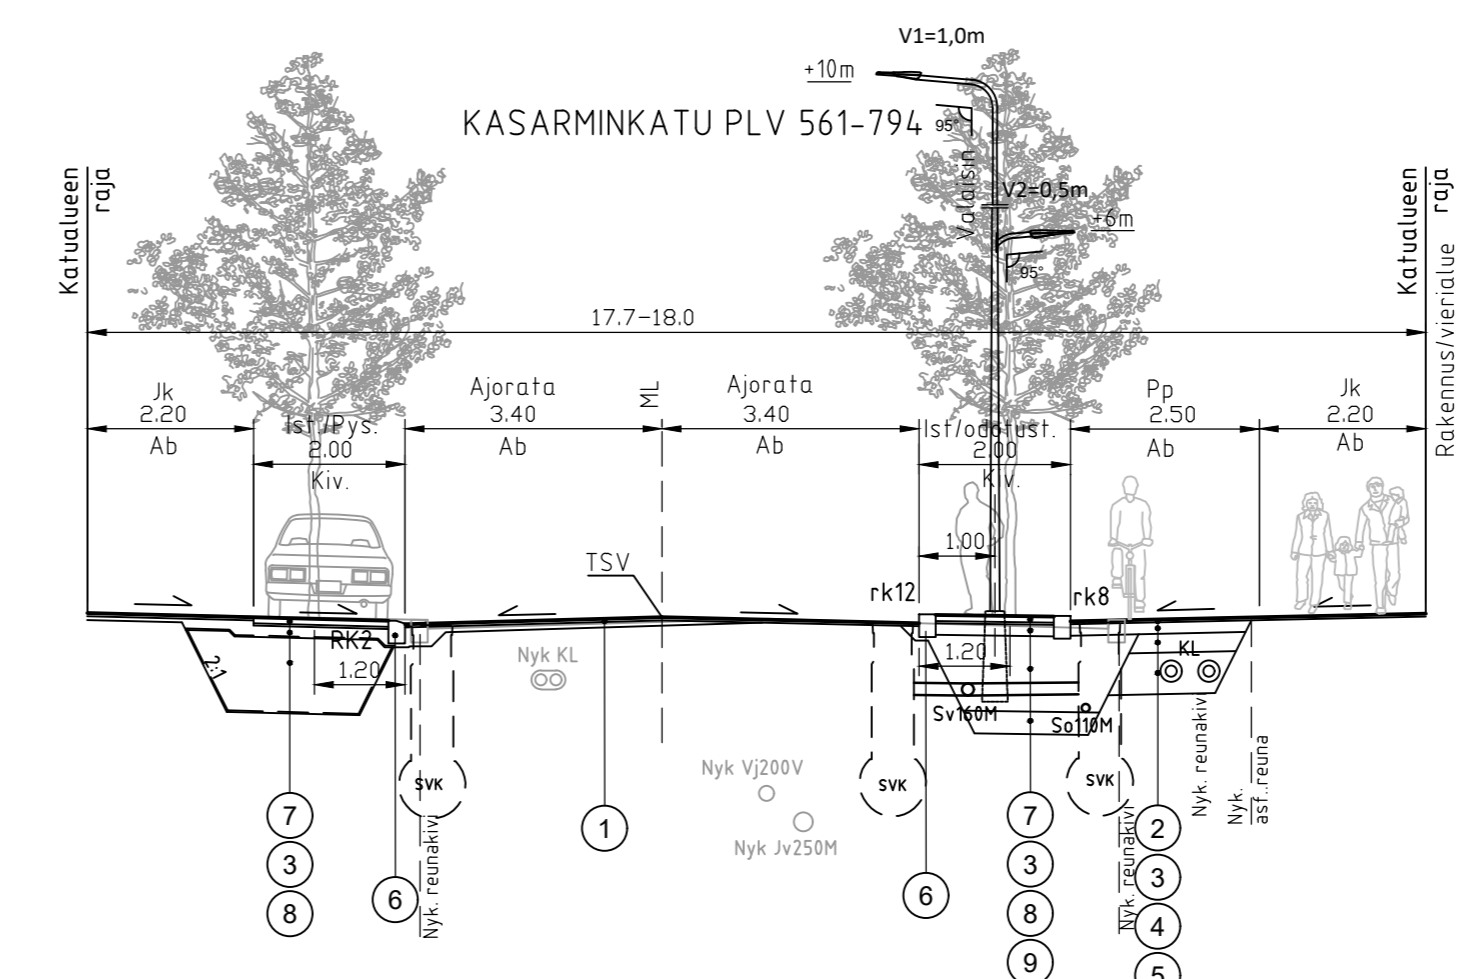 V1=1,0m
+10m
KASARMINKATU PLV 561-794
95°
Valaisin
V2=0,5m
+6m
95°
Katualueen
raja
Katualueen
raja
Rakennus/vierialue
17.7-18.0
Jk
2.20
Ab
Ist./Pys.
2.00
Kiv.
Ajorata
3.40
Ab
ML
Ajorata
3.40
Ab
Ist/odotust.
2.00
Kiv.
Pp
2.50
Ab
Jk
2.20
Ab
1.00
TSV
rk12
rk8
2:1
RK2
1.20
Nyk KL
1.20
KL
Sv160M
So110M
Nyk Vj200V
Nyk Jv250M
SVK
SVK
SVK
Nyk. reunakivi
Nyk. reunakivi
Nyk. reunakivi
Nyk.
asf..reuna
7
3
8
6
1
6
7
3
8
9
2
3
4
5